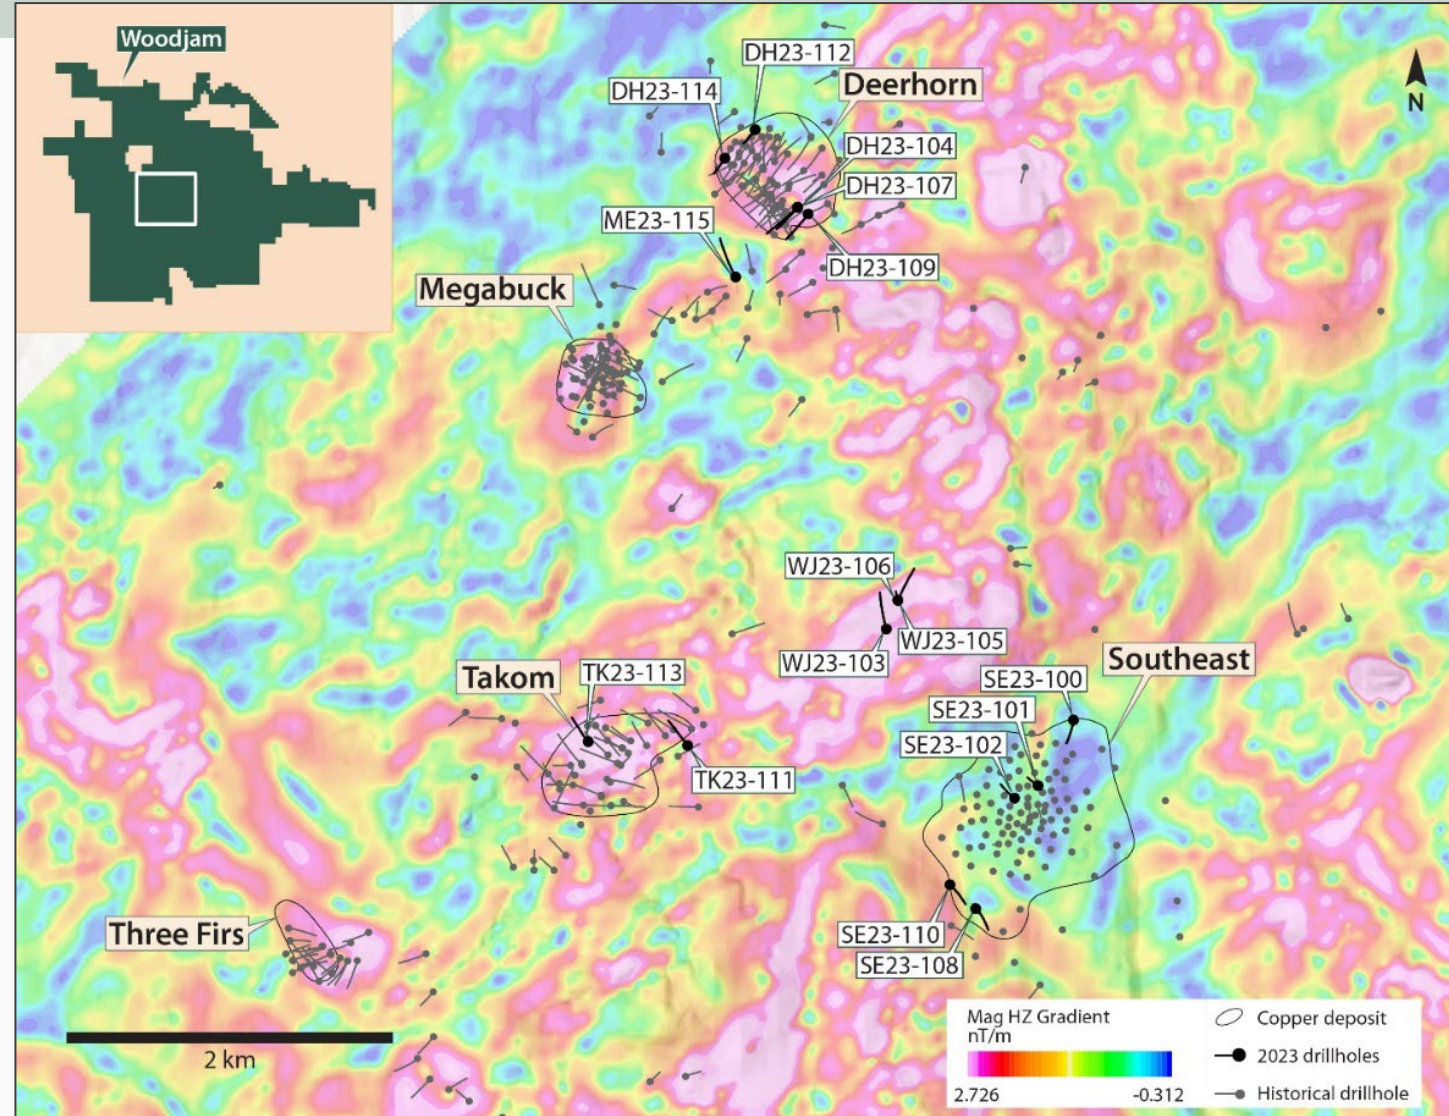 Woodjam
DH23-112
Deerhorn
DH23-114
N
DH23-104
DH23-107
ME23-115
DH23-109
Megabuck
WJ23-106
WJ23-105
WJ23-103
Southeast
Takom
TK23-113
SE23-100
SE23-101
SE23-102
TK23-111
Three Firs
SE23-110
SE23-108
2 km
Mag HZ Gradient
nT/m
2.726 -0.312
Copper deposit
2023 drillholes
Historical drillhole